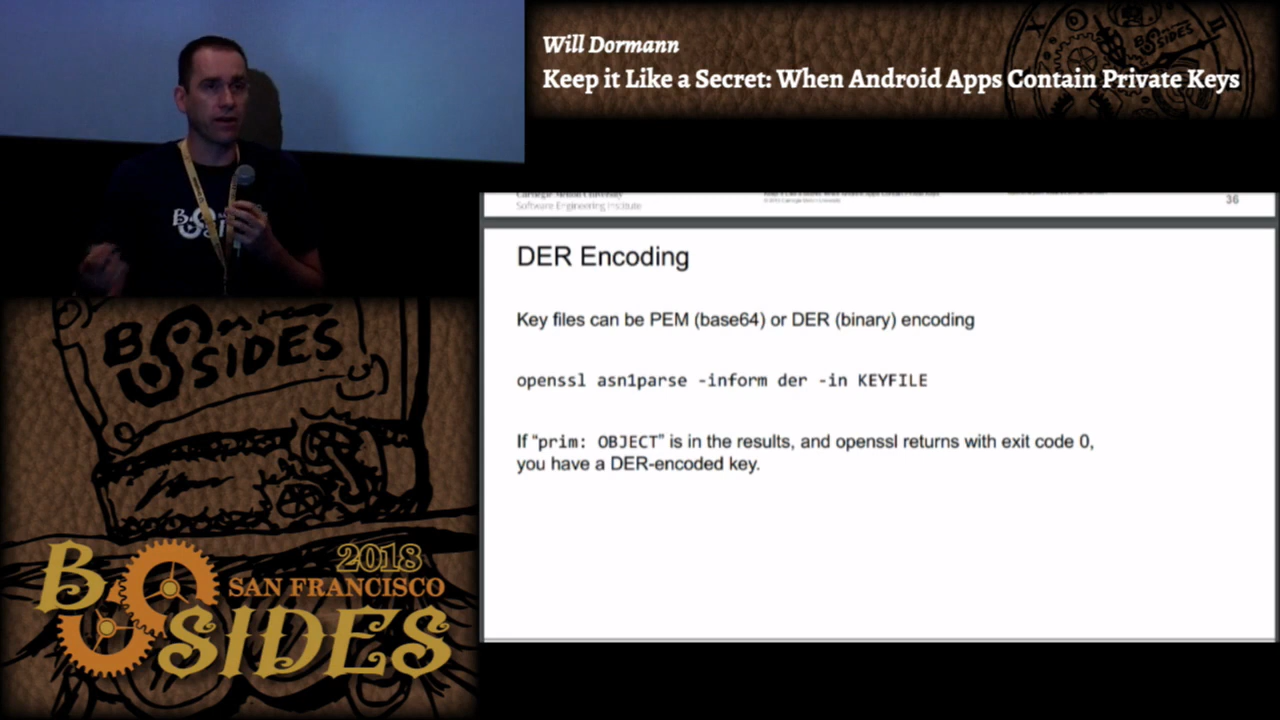 Will Dormann
Keep it Like a Secret: When Android Apps Contain Private Keys
BSIDES
Carnegie Mellon University
Software Engineering Institute
36
DER Encoding
Key files can be PEM (base64) or DER (binary) encoding
openssl asn1parse -inform der -in KEYFILE
If “prim: OBJECT” is in the results, and openssl returns with exit code 0,
you have a DER-encoded key.
BSIDES
BSIDES
2018
SAN FRANCISCO
BSIDES